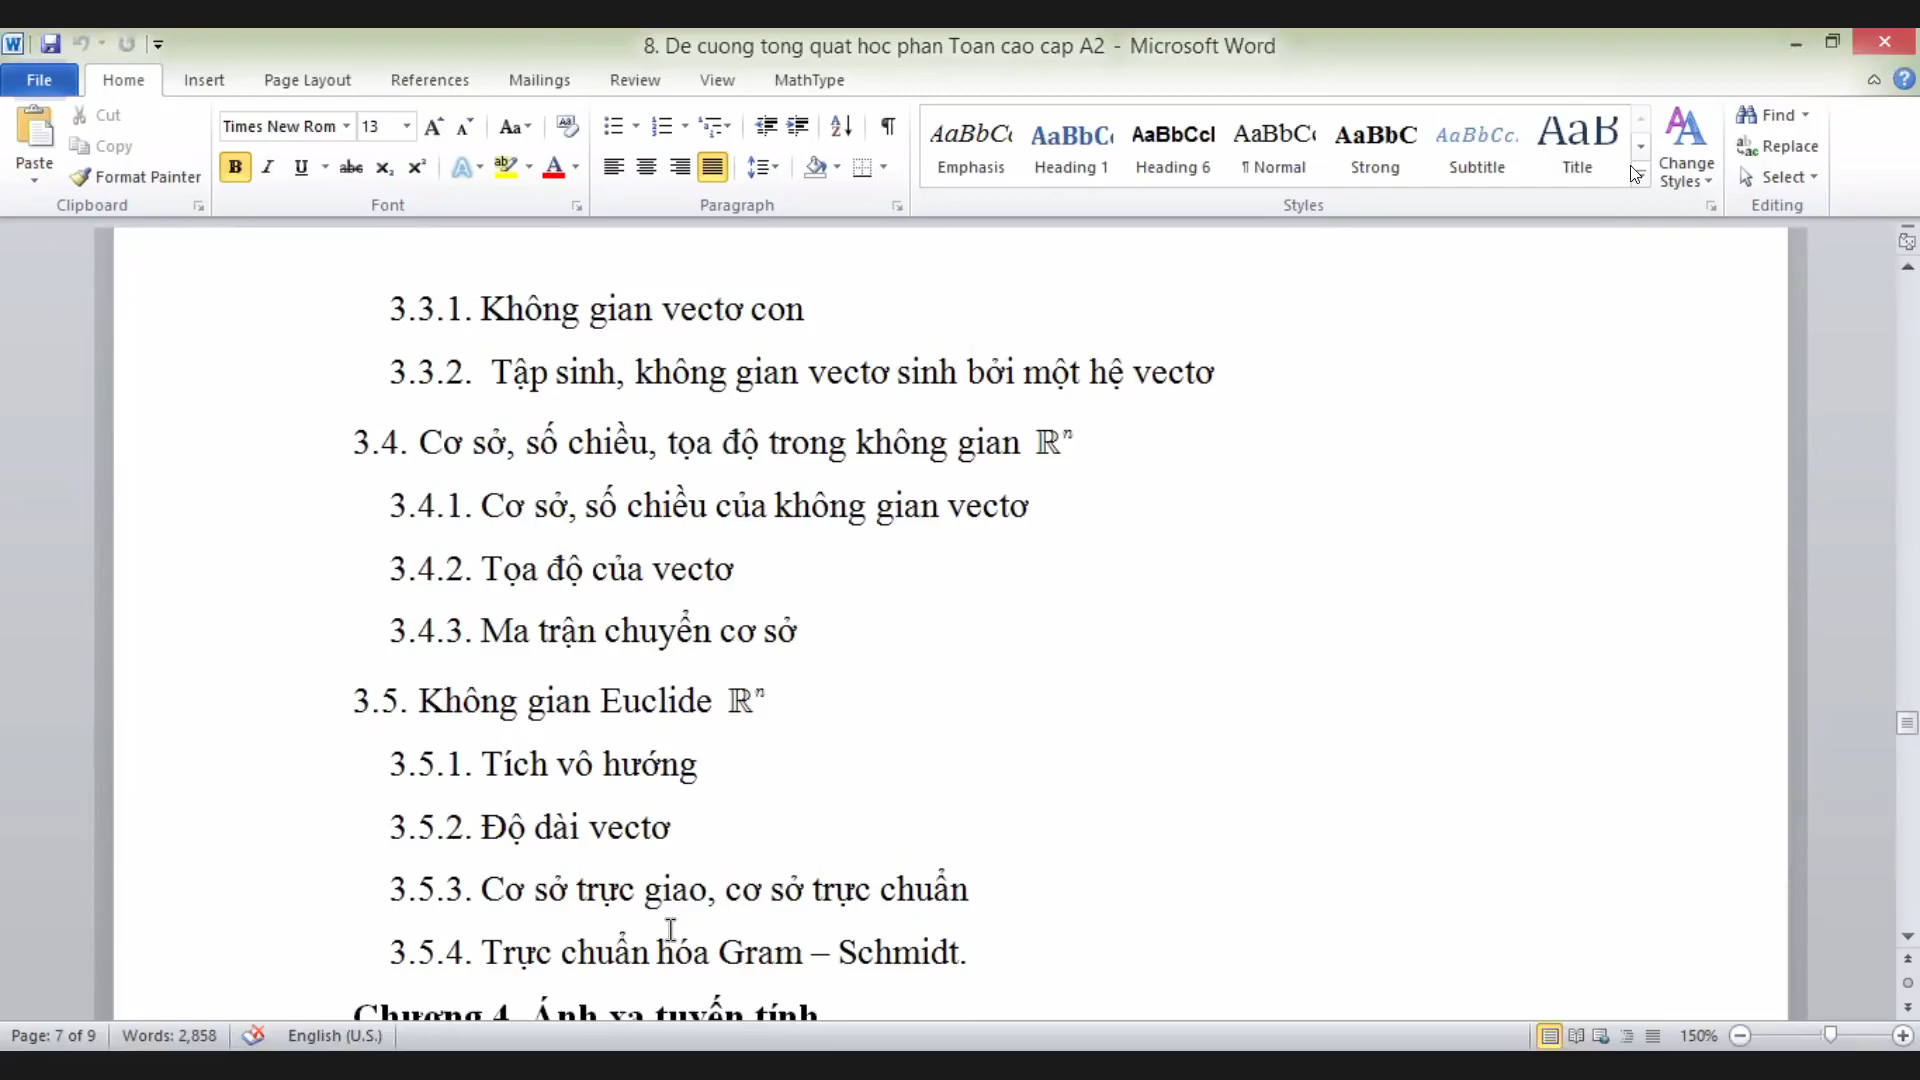 8. De cuong tong quat hoc phan Toan cao cap A2 - Microsoft Word
File Home Insert Page Layout References Mailings Review View MathType
Paste
Cut
Copy
Format Painter
Clipboard
Times New Rom 13
Font
Paragraph
AaBbC AaBbC AaBbCcI AaBbC AaBbC AaBbCc. AaB
Emphasis Heading 1 Heading 6 ¶ Normal Strong Subtitle Title
Styles
Change Styles
Find
Replace
Select
Editing
3.3.1. Không gian vectơ con
3.3.2. Tập sinh, không gian vectơ sinh bởi một hệ vectơ
3.4. Cơ sở, số chiều, tọa độ trong không gian ℝⁿ
3.4.1. Cơ sở, số chiều của không gian vectơ
3.4.2. Tọa độ của vectơ
3.4.3. Ma trận chuyển cơ sở
3.5. Không gian Euclide ℝⁿ
3.5.1. Tích vô hướng
3.5.2. Độ dài vectơ
3.5.3. Cơ sở trực giao, cơ sở trực chuẩn
3.5.4. Trực chuẩn hóa Gram – Schmidt.
Chương 4. Ánh xạ tuyến tính
Page: 7 of 9 Words: 2,858 English (U.S.) 150%